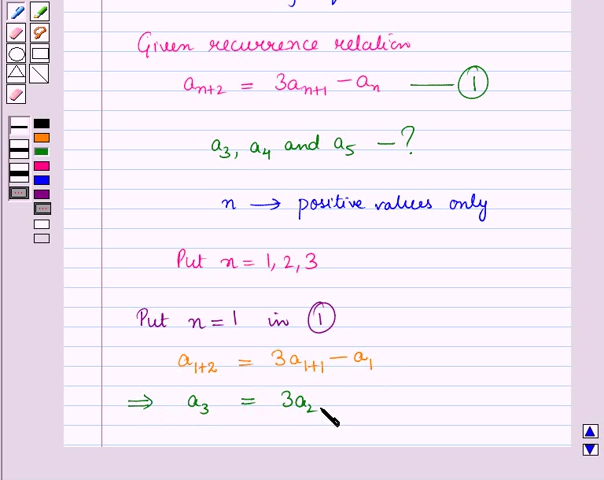 Given recurrence relation
aₙ₊₂ = 3aₙ₊₁ − aₙ —— ①
a₃, a₄ and a₅ − ?
n → positive values only
Put n = 1, 2, 3
Put n = 1 in ①
a₁₊₂ = 3a₁₊₁ − a₁
⇒ a₃ = 3a₂